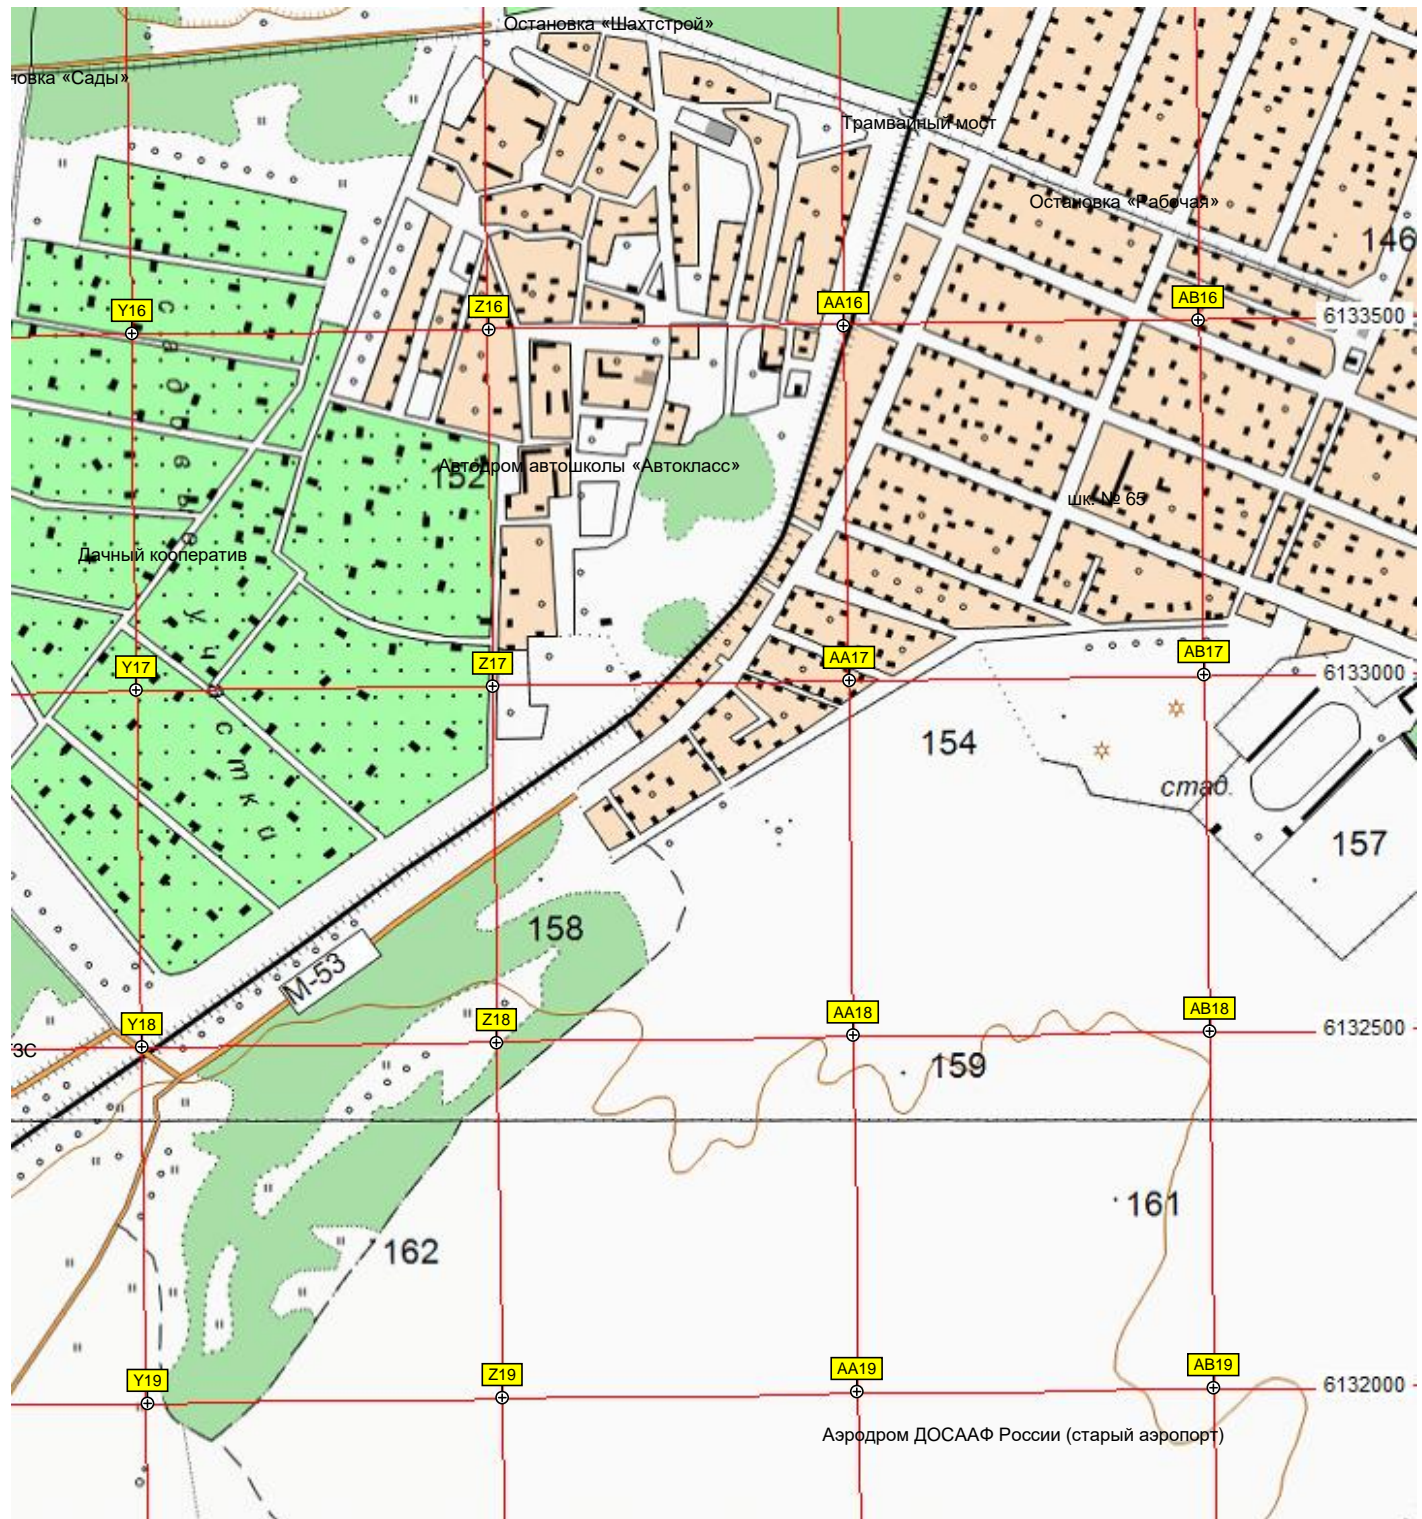 Остановка «Шахтстрой»
новка «Сады»
Трамвайный мост
Остановка «Рабочая»
146
Y16
Z16
AA16
AB16
6133500
садовые
участки
Автодром автошколы «Автокласс»
152
шк. № 65
Дачный кооператив
Y17
Z17
AA17
AB17
6133000
154
стад.
157
158
М-53
Y18
Z18
AA18
AB18
6132500
ЗС
159
161
162
Y19
Z19
AA19
AB19
6132000
Аэродром ДОСААФ России (старый аэропорт)